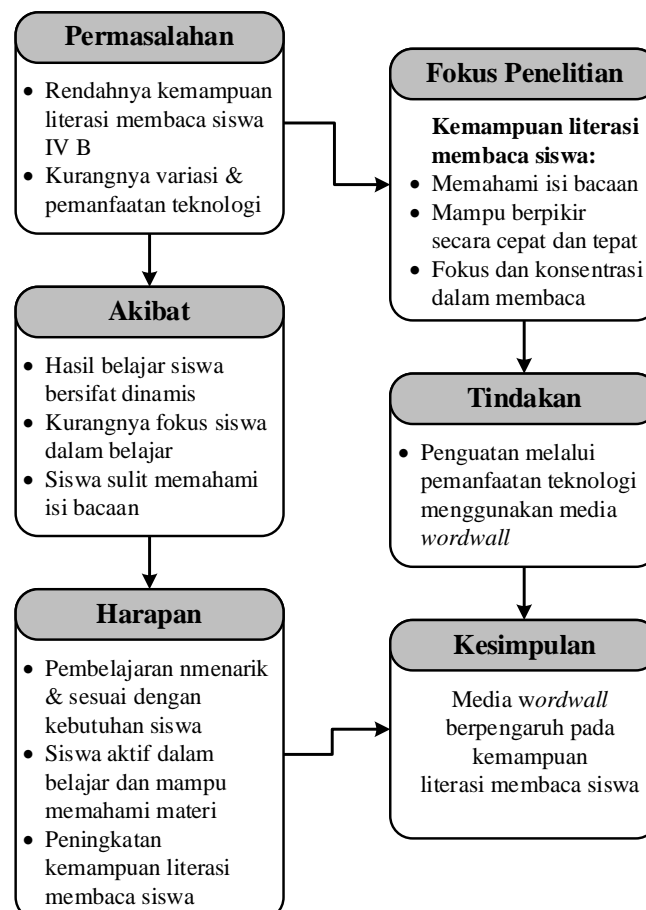 Permasalahan
• Rendahnya kemampuan
literasi membaca siswa
IV B
• Kurangnya variasi &
pemanfaatan teknologi
Akibat
• Hasil belajar siswa
bersifat dinamis
• Kurangnya fokus siswa
dalam belajar
• Siswa sulit memahami
isi bacaan
Harapan
• Pembelajaran nmenarik
& sesuai dengan
kebutuhan siswa
• Siswa aktif dalam
belajar dan mampu
memahami materi
• Peningkatan
kemampuan literasi
membaca siswa
Fokus Penelitian
Kemampuan literasi
membaca siswa:
• Memahami isi bacaan
• Mampu berpikir
secara cepat dan tepat
• Fokus dan konsentrasi
dalam membaca
Tindakan
• Penguatan melalui
pemanfaatan teknologi
menggunakan media
wordwall
Kesimpulan
Media wordwall
berpengaruh pada
kemampuan
literasi membaca siswa